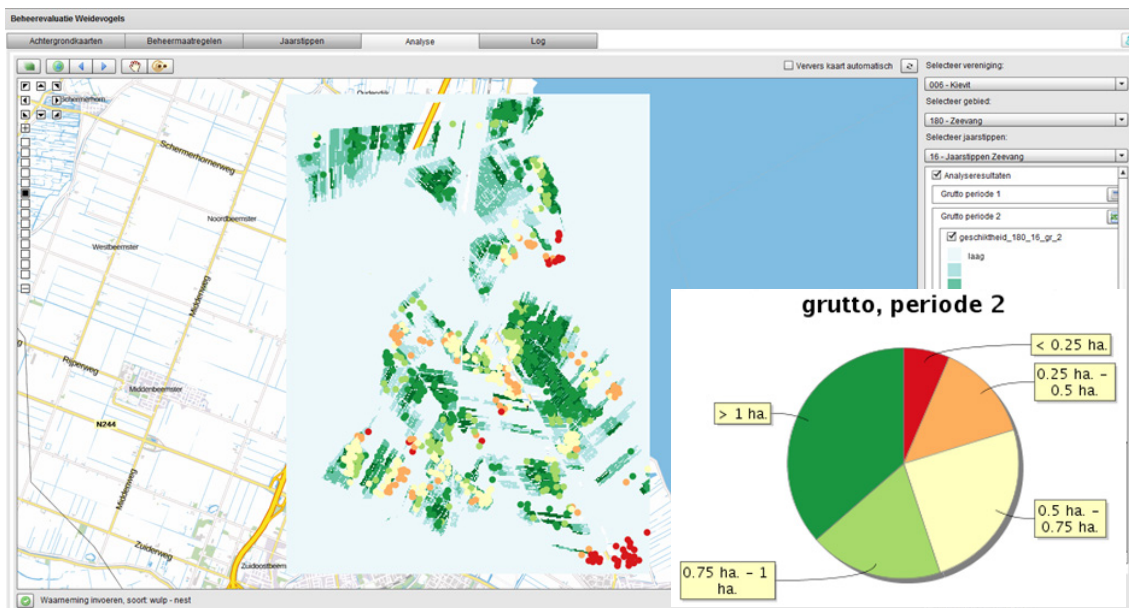 Beheerevaluatie Weidevogels
Achtergrondkaarten
Beheermaatregelen
Jaarstippen
Analyse
Log
Ververs kaart automatisch
Selecteer vereniging:
006 - Kievit
Selecteer gebied:
180 - Zeevang
Selecteer jaarstippen:
16 - Jaarstippen Zeevang
Analyseresultaten
Grutto periode 1
Grutto periode 2
geschiktheid_180_16_gr_2
laag
Schermerhorn
Oudendijk
Schermerhornerweg
Noordbeemster
Westbeemster
Middenweg
Rijperweg
Middenbeemster
N244
Middenweg
Zuiderweg
Zuidoostbeem
grutto, periode 2
< 0.25 ha.
0.25 ha. -
0.5 ha.
> 1 ha.
0.5 ha. -
0.75 ha.
0.75 ha. - 1
ha.
Waarneming invoeren, soort: wulp - nest